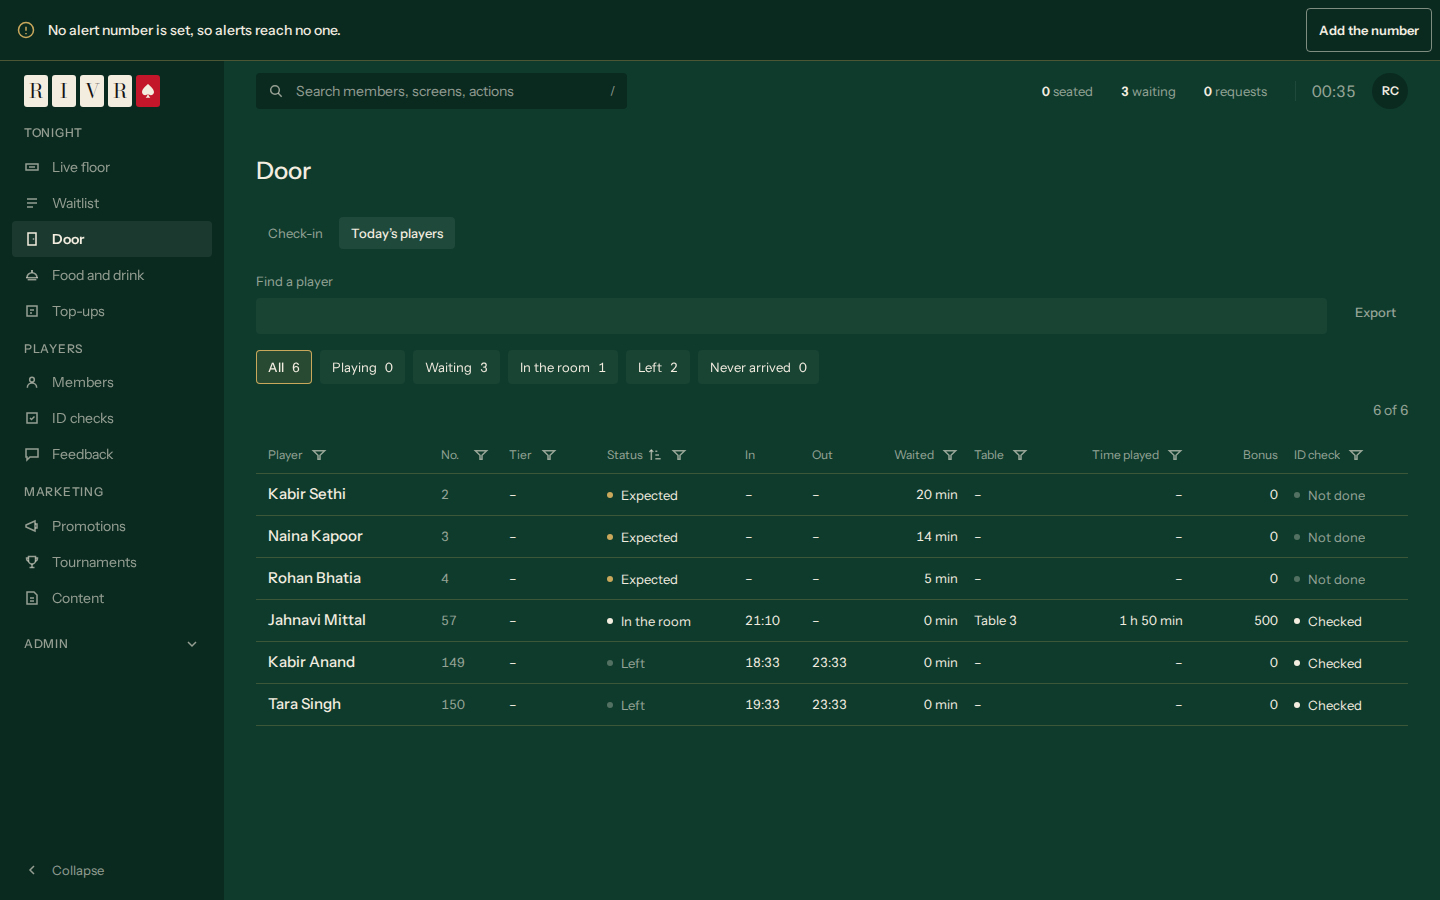 No alert number is set, so alerts reach no one.
Add the number
R I V R
Search members, screens, actions /
0 seated 3 waiting 0 requests 00:35 RC
TONIGHT
Live floor
Waitlist
Door
Food and drink
Top-ups
PLAYERS
Members
ID checks
Feedback
MARKETING
Promotions
Tournaments
Content
ADMIN
Collapse
Door
Check-in Today's players
Find a player
Export
All 6 Playing 0 Waiting 3 In the room 1 Left 2 Never arrived 0
6 of 6
Player No. Tier Status In Out Waited Table Time played Bonus ID check
Kabir Sethi 2 – Expected – – 20 min – – 0 Not done
Naina Kapoor 3 – Expected – – 14 min – – 0 Not done
Rohan Bhatia 4 – Expected – – 5 min – – 0 Not done
Jahnavi Mittal 57 – In the room 21:10 – 0 min Table 3 1 h 50 min 500 Checked
Kabir Anand 149 – Left 18:33 23:33 0 min – – 0 Checked
Tara Singh 150 – Left 19:33 23:33 0 min – – 0 Checked